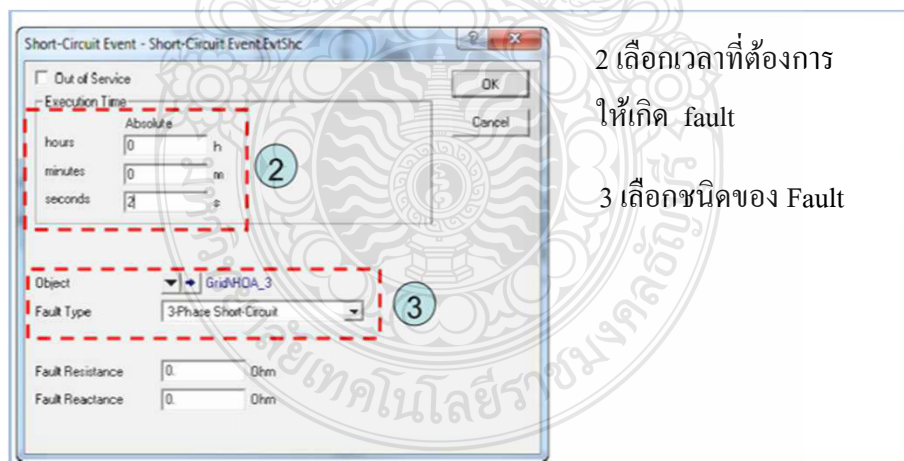 Short-Circuit Event - Short-Circuit Event.EvtShc
Out of Service
OK
Execution Time
Absolute
Cancel
hours 0 h
minutes 0 m
seconds 2 s
2
Object Grid\HOA_3
Fault Type 3-Phase Short-Circuit
3
Fault Resistance 0. Ohm
Fault Reactance 0. Ohm
2 เลือกเวลาที่ต้องการ
ให้เกิด fault
3 เลือกชนิดของ Fault